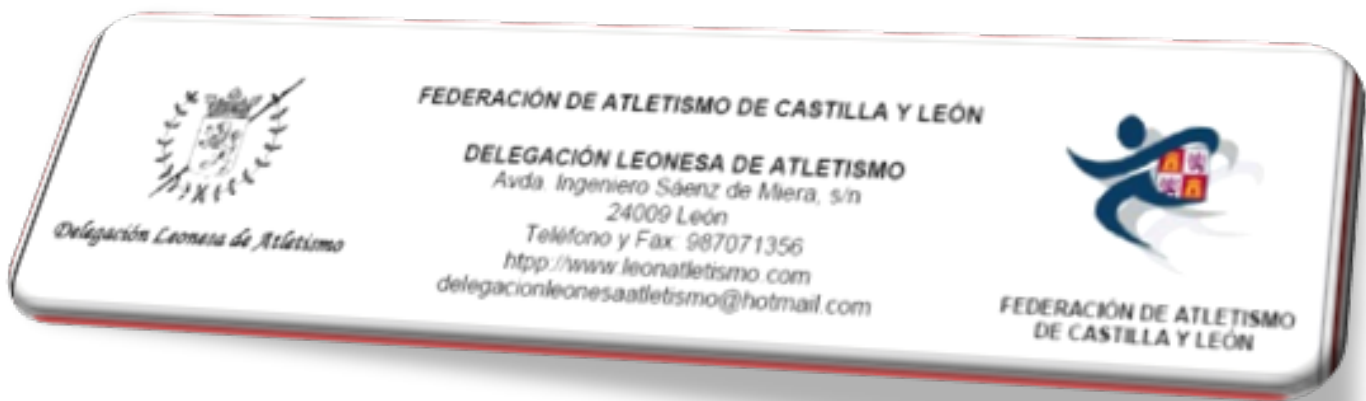 FEDERACIÓN DE ATLETISMO DE CASTILLA Y LEÓN
DELEGACIÓN LEONESA DE ATLETISMO
Avda. Ingeniero Sáenz de Miera, s/n
24009 León
Teléfono y Fax: 987071356
htpp://www.leonatletismo.com
delegacionleonesaatletismo@hotmail.com
Delegación Leonesa de Atletismo
FEDERACIÓN DE ATLETISMO
DE CASTILLA Y LEÓN